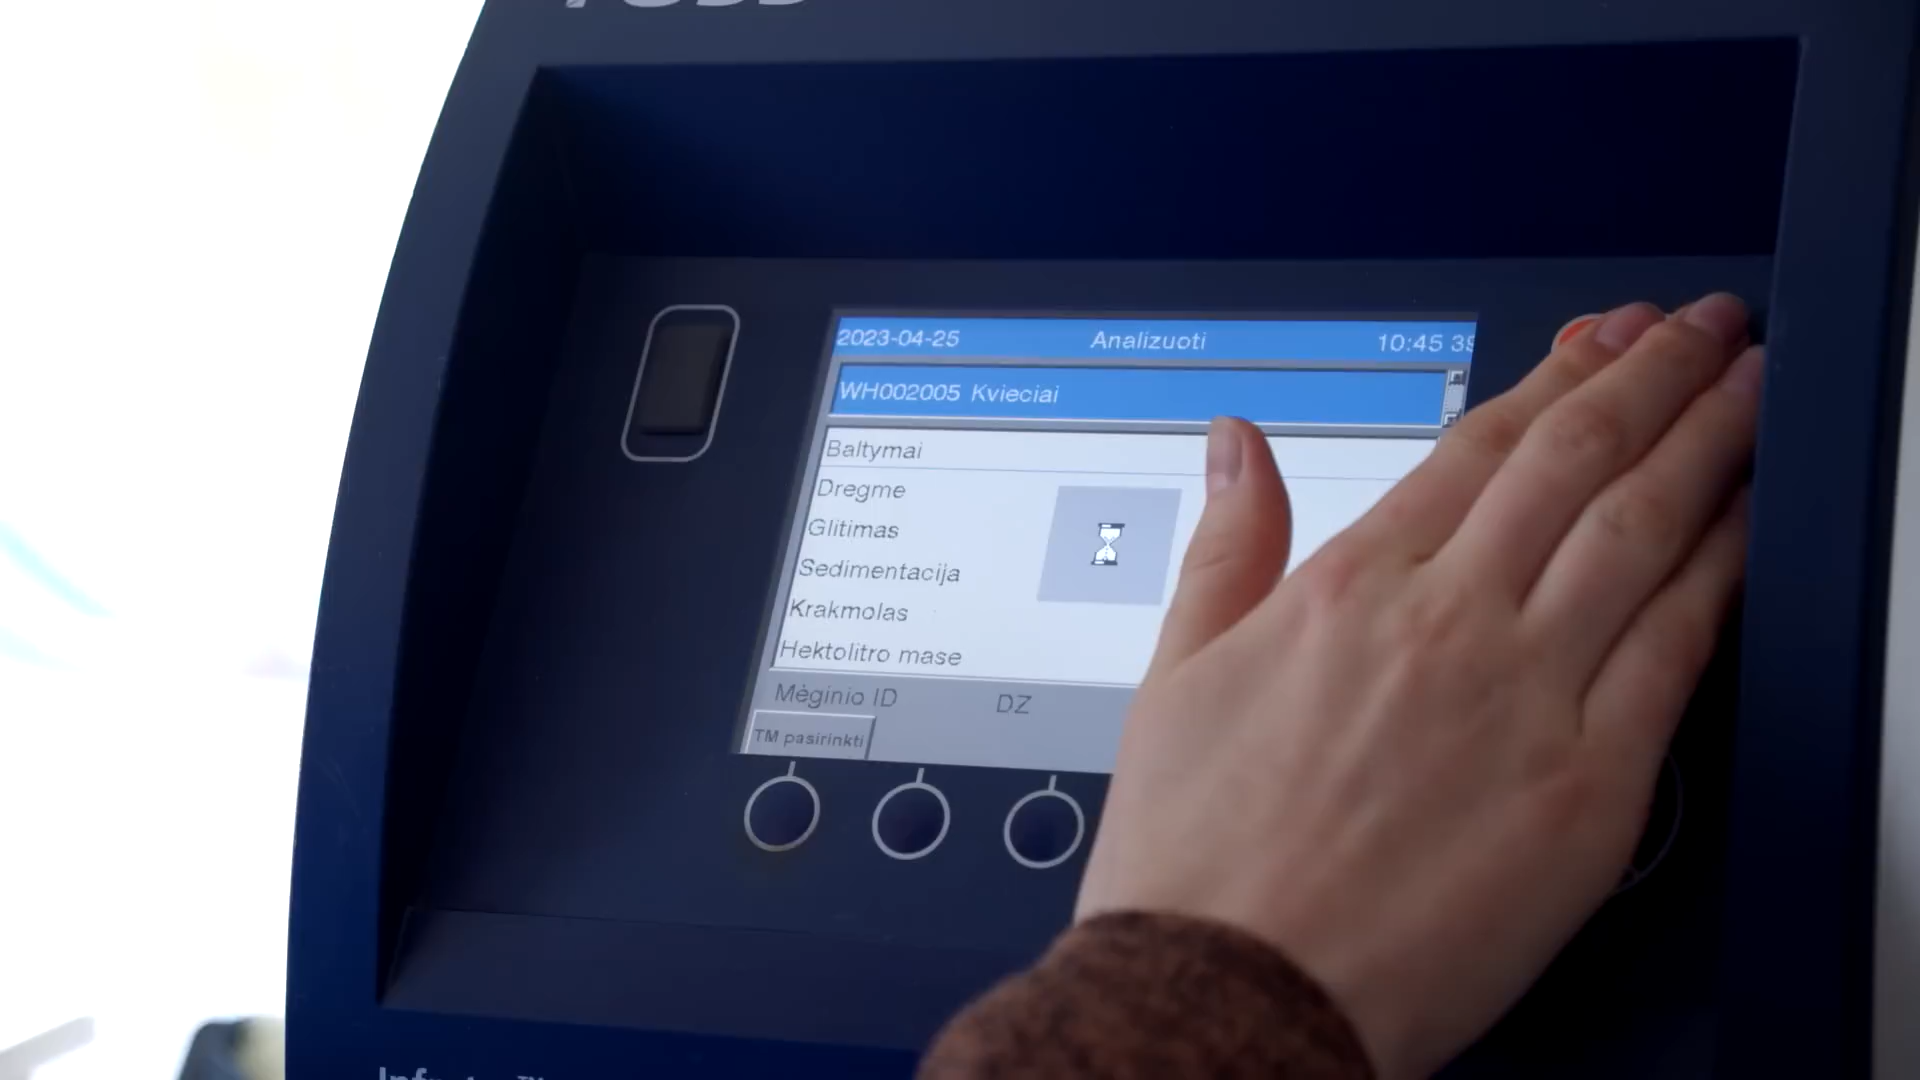 2023-04-25 Analizuoti 10:45 39
WH002005 Kvieciai
Baltymai
Dregme
Glitimas
Sedimentacija
Krakmolas
Hektolitro mase
Mėginio ID DZ
TM pasirinkti